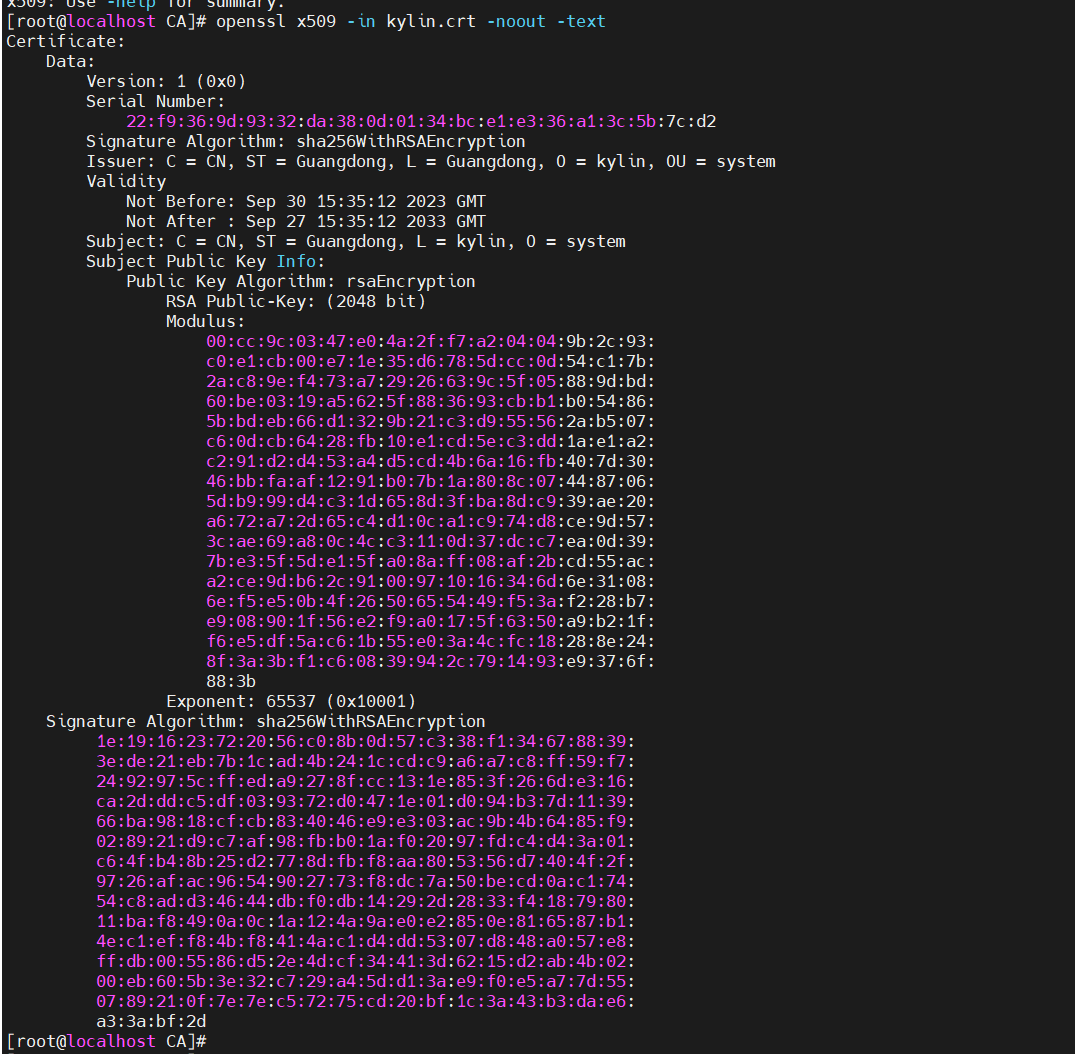 x509: Use -help for summary.
[root@localhost CA]# openssl x509 -in kylin.crt -noout -text
Certificate:
    Data:
        Version: 1 (0x0)
        Serial Number:
            22:f9:36:9d:93:32:da:38:0d:01:34:bc:e1:e3:36:a1:3c:5b:7c:d2
        Signature Algorithm: sha256WithRSAEncryption
        Issuer: C = CN, ST = Guangdong, L = Guangdong, O = kylin, OU = system
        Validity
            Not Before: Sep 30 15:35:12 2023 GMT
            Not After : Sep 27 15:35:12 2033 GMT
        Subject: C = CN, ST = Guangdong, L = kylin, O = system
        Subject Public Key Info:
            Public Key Algorithm: rsaEncryption
                RSA Public-Key: (2048 bit)
                Modulus:
                    00:cc:9c:03:47:e0:4a:2f:f7:a2:04:04:9b:2c:93:
                    c0:e1:cb:00:e7:1e:35:d6:78:5d:cc:0d:54:c1:7b:
                    2a:c8:9e:f4:73:a7:29:26:63:9c:5f:05:88:9d:bd:
                    60:be:03:19:a5:62:5f:88:36:93:cb:b1:b0:54:86:
                    5b:bd:eb:66:d1:32:9b:21:c3:d9:55:56:2a:b5:07:
                    c6:0d:cb:64:28:fb:10:e1:cd:5e:c3:dd:1a:e1:a2:
                    c2:91:d2:d4:53:a4:d5:cd:4b:6a:16:fb:40:7d:30:
                    46:bb:fa:af:12:91:b0:7b:1a:80:8c:07:44:87:06:
                    5d:b9:99:d4:c3:1d:65:8d:3f:ba:8d:c9:39:ae:20:
                    a6:72:a7:2d:65:c4:d1:0c:a1:c9:74:d8:ce:9d:57:
                    3c:ae:69:a8:0c:4c:c3:11:0d:37:dc:c7:ea:0d:39:
                    7b:e3:5f:5d:e1:5f:a0:8a:ff:08:af:2b:cd:55:ac:
                    a2:ce:9d:b6:2c:91:00:97:10:16:34:6d:6e:31:08:
                    6e:f5:e5:0b:4f:26:50:65:54:49:f5:3a:f2:28:b7:
                    e9:08:90:1f:56:e2:f9:a0:17:5f:63:50:a9:b2:1f:
                    f6:e5:df:5a:c6:1b:55:e0:3a:4c:fc:18:28:8e:24:
                    8f:3a:3b:f1:c6:08:39:94:2c:79:14:93:e9:37:6f:
                    88:3b
                Exponent: 65537 (0x10001)
    Signature Algorithm: sha256WithRSAEncryption
         1e:19:16:23:72:20:56:c0:8b:0d:57:c3:38:f1:34:67:88:39:
         3e:de:21:eb:7b:1c:ad:4b:24:1c:cd:c9:a6:a7:c8:ff:59:f7:
         24:92:97:5c:ff:ed:a9:27:8f:cc:13:1e:85:3f:26:6d:e3:16:
         ca:2d:dd:c5:df:03:93:72:d0:47:1e:01:d0:94:b3:7d:11:39:
         66:ba:98:18:cf:cb:83:40:46:e9:e3:03:ac:9b:4b:64:85:f9:
         02:89:21:d9:c7:af:98:fb:b0:1a:f0:20:97:fd:c4:d4:3a:01:
         c6:4f:b4:8b:25:d2:77:8d:fb:f8:aa:80:53:56:d7:40:4f:2f:
         97:26:af:ac:96:54:90:27:73:f8:dc:7a:50:be:cd:0a:c1:74:
         54:c8:ad:d3:46:44:db:f0:db:14:29:2d:28:33:f4:18:79:80:
         11:ba:f8:49:0a:0c:1a:12:4a:9a:e0:e2:85:0e:81:65:87:b1:
         4e:c1:ef:f8:4b:f8:41:4a:c1:d4:dd:53:07:d8:48:a0:57:e8:
         ff:db:00:55:86:d5:2e:4d:cf:34:41:3d:62:15:d2:ab:4b:02:
         00:eb:60:5b:3e:32:c7:29:a4:5d:d1:3a:e9:f0:e5:a7:7d:55:
         07:89:21:0f:7e:7e:c5:72:75:cd:20:bf:1c:3a:43:b3:da:e6:
         a3:3a:bf:2d
[root@localhost CA]#